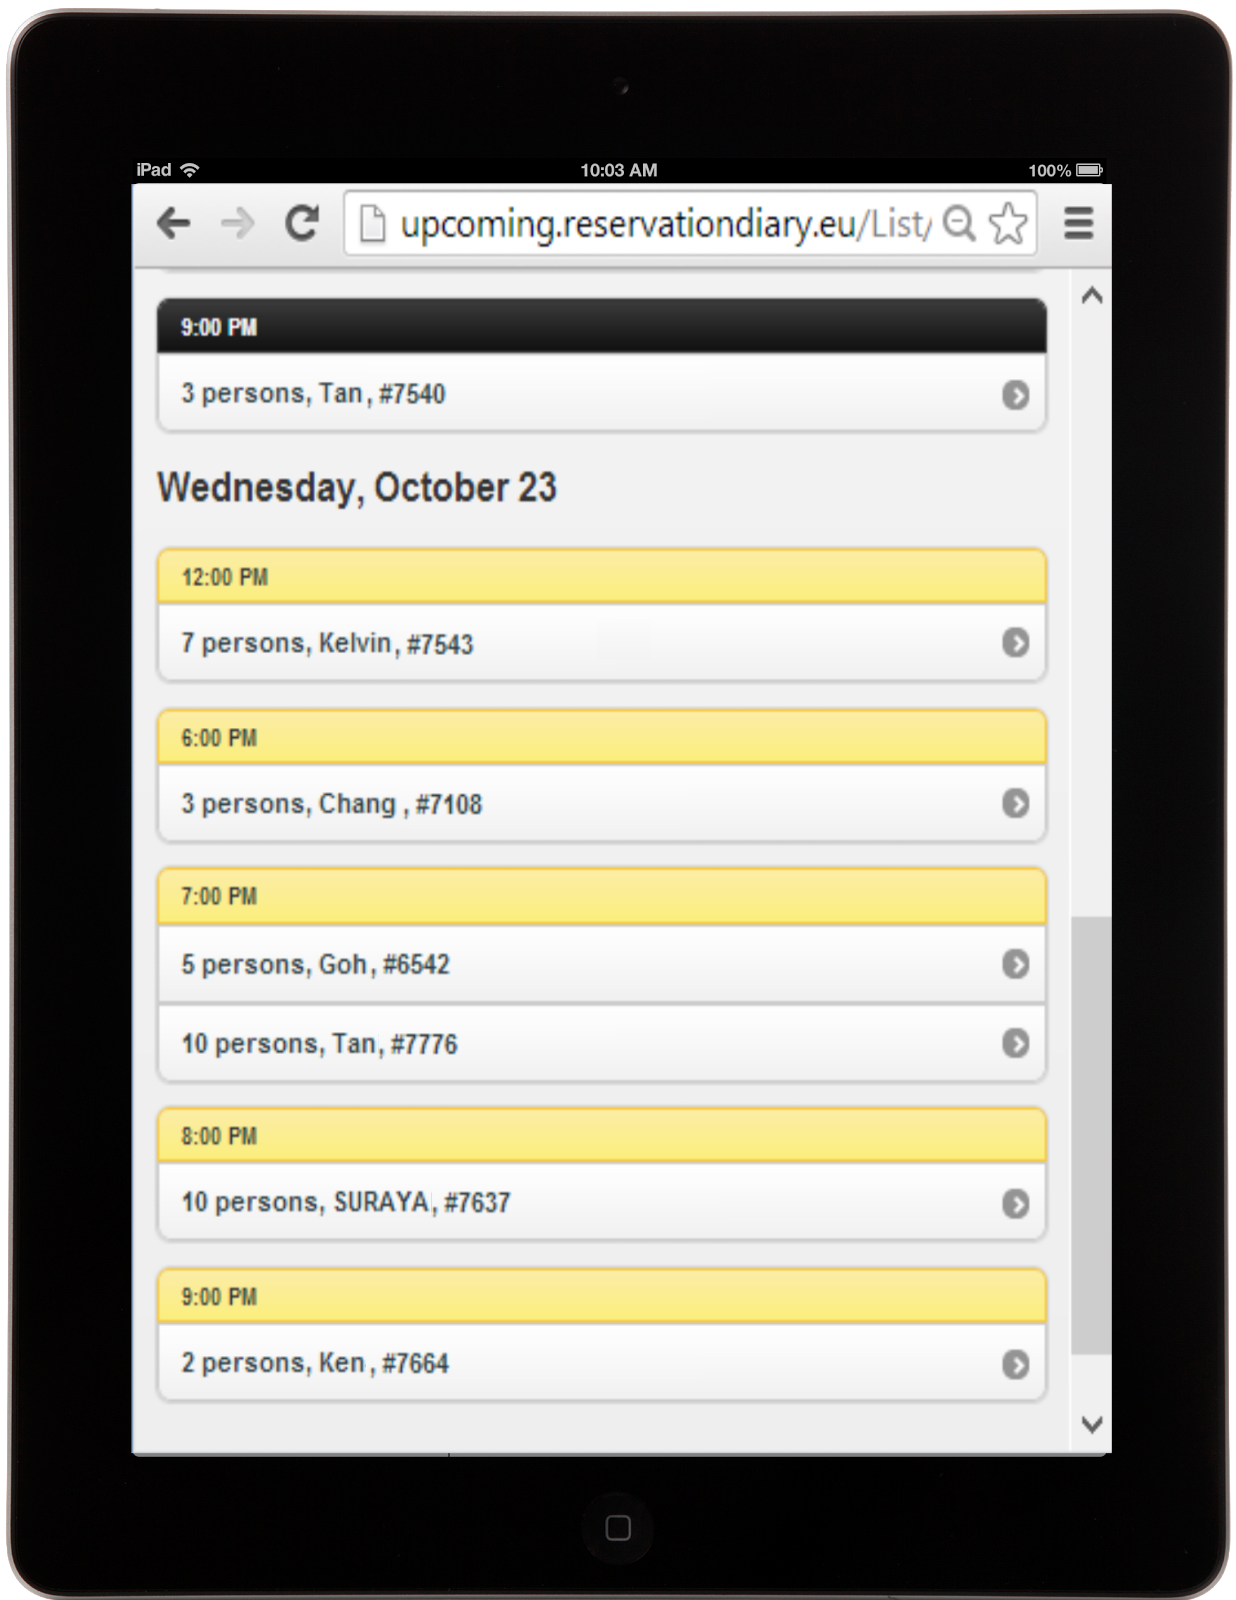 iPad 10:03 AM 100%
upcoming.reservationdiary.eu/List/
9:00 PM
3 persons, Tan, #7540
Wednesday, October 23
12:00 PM
7 persons, Kelvin, #7543
6:00 PM
3 persons, Chang , #7108
7:00 PM
5 persons, Goh, #6542
10 persons, Tan, #7776
8:00 PM
10 persons, SURAYA, #7637
9:00 PM
2 persons, Ken, #7664